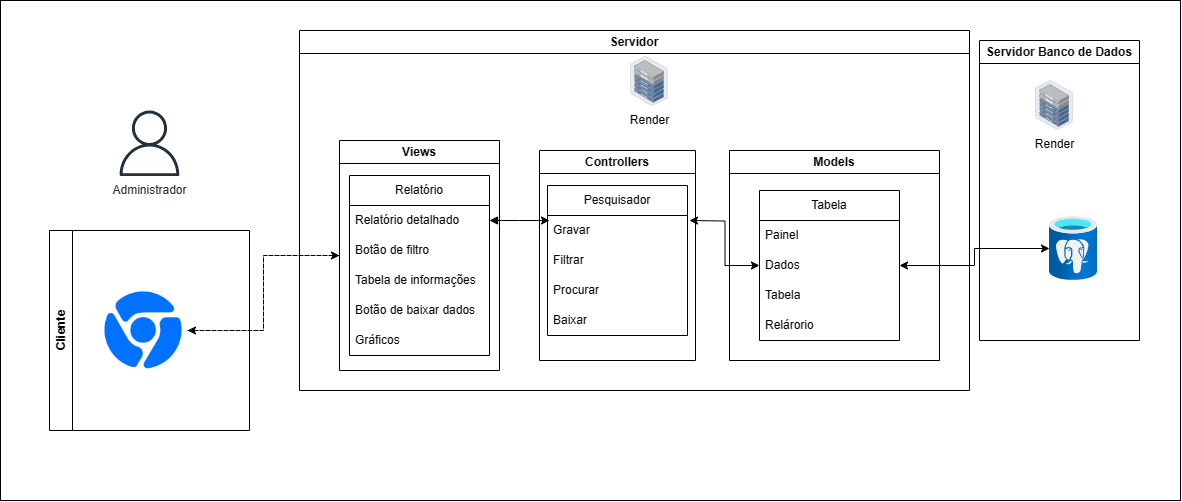 Servidor
Render
Servidor Banco de Dados
Render
Administrador
Cliente
Views
Relatório
Relatório detalhado
Botão de filtro
Tabela de informações
Botão de baixar dados
Gráficos
Controllers
Pesquisador
Gravar
Filtrar
Procurar
Baixar
Models
Tabela
Painel
Dados
Tabela
Relárorio